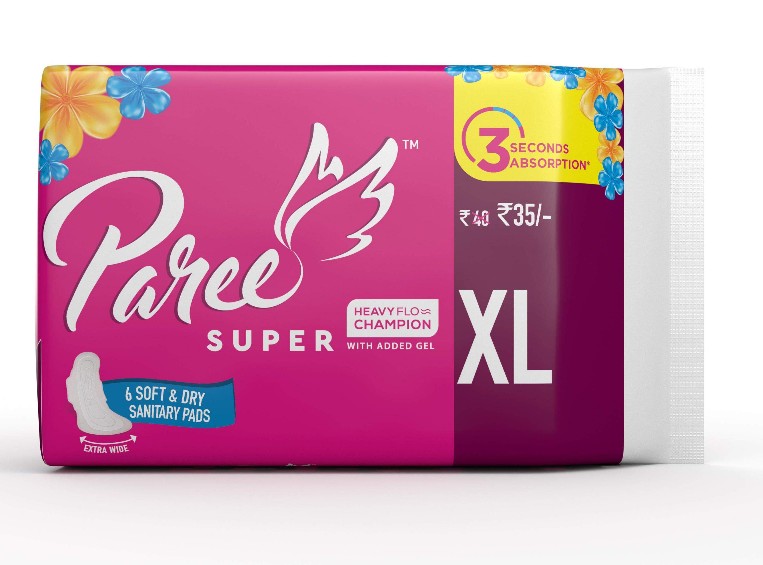 Paree
™
SUPER
HEAVY FLO
CHAMPION
WITH ADDED GEL
6 SOFT & DRY
SANITARY PADS
EXTRA WIDE
3 SECONDS
ABSORPTION*
₹ 40 ₹35/-
XL